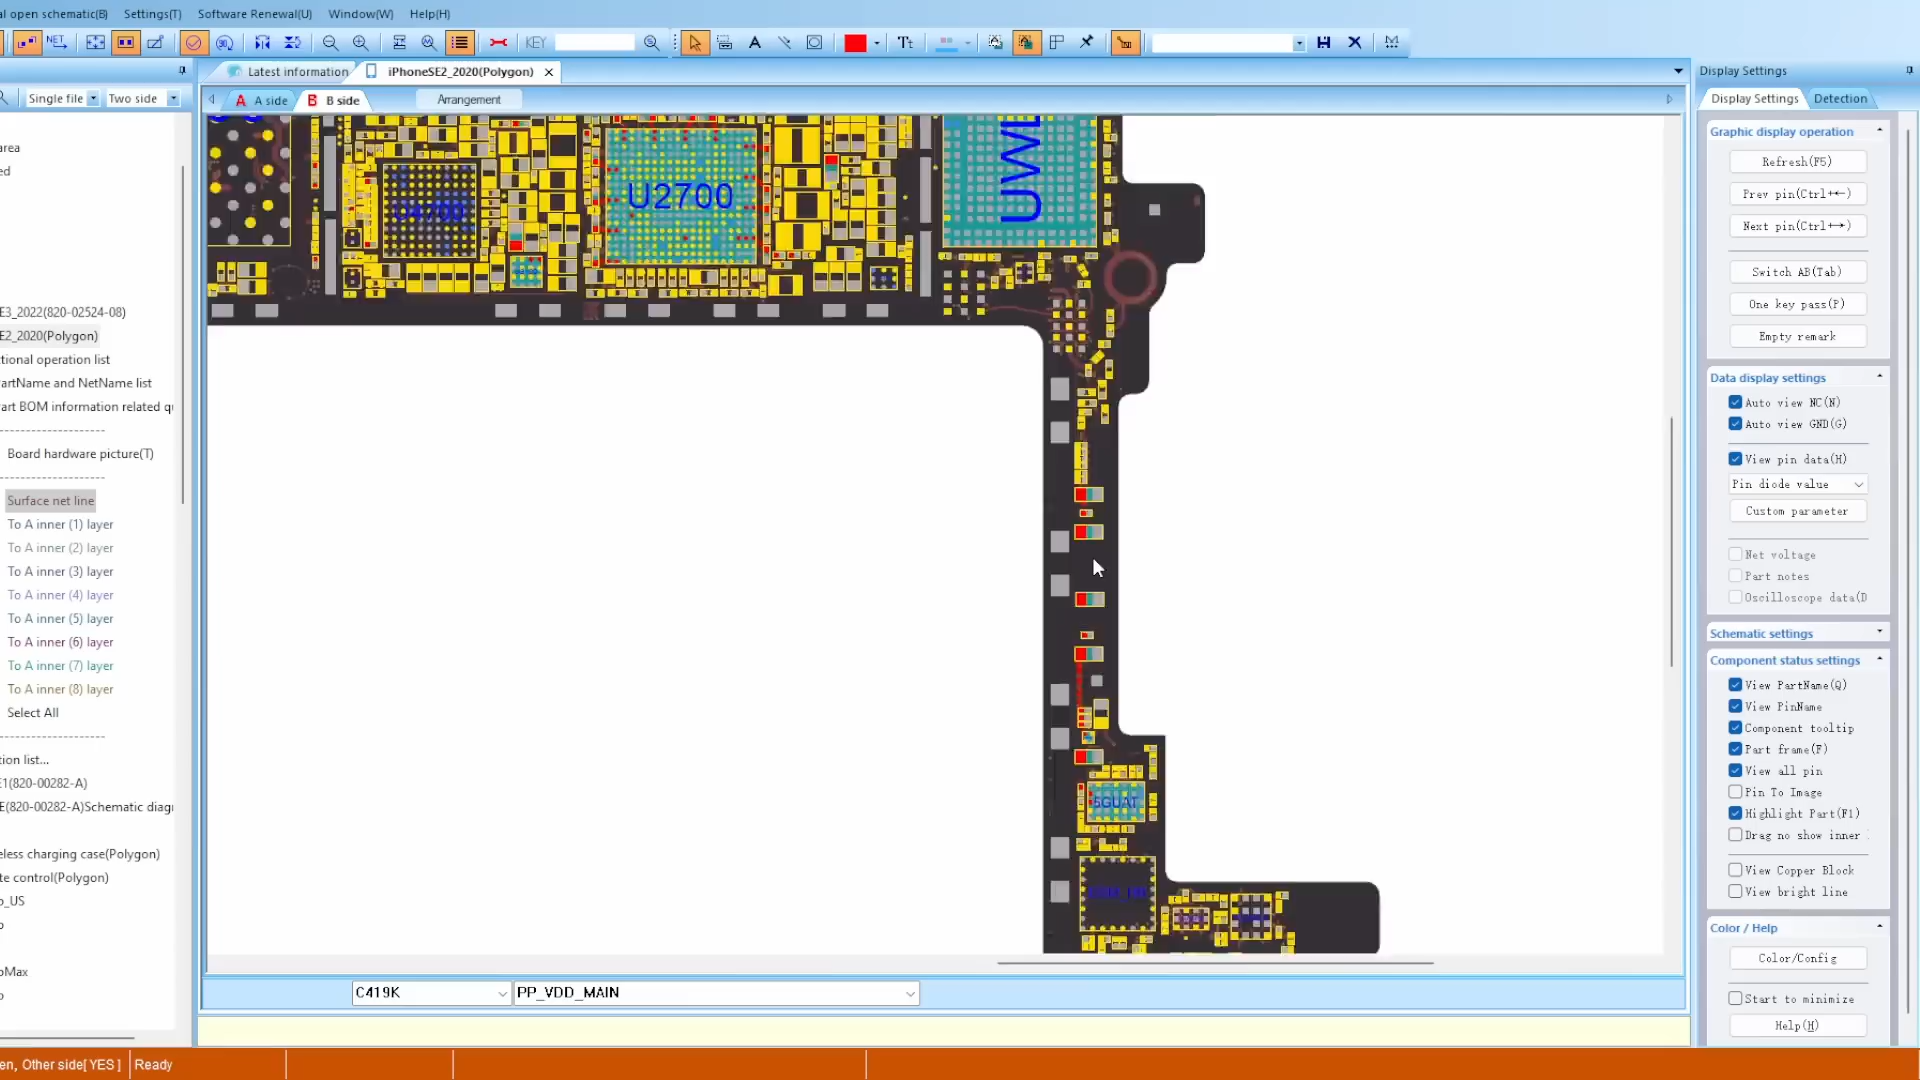 al open schematic(B) Settings(T) Software Renewal(U) Window(W) Help(H)
NET KEY A Tt
Latest information iPhoneSE2_2020(Polygon)
Single file Two side
A A side B B side Arrangement
area
ed
E3_2022(820-02524-08)
E2_2020(Polygon)
tional operation list
artName and NetName list
art BOM information related qu
Board hardware picture(T)
Surface net line
To A inner (1) layer
To A inner (2) layer
To A inner (3) layer
To A inner (4) layer
To A inner (5) layer
To A inner (6) layer
To A inner (7) layer
To A inner (8) layer
Select All
tion list...
E1(820-00282-A)
E(820-00282-A)Schematic diag
eless charging case(Polygon)
te control(Polygon)
o_US
o
oMax
o
U2700
C419K PP_VDD_MAIN
en, Other side[ YES ] Ready
Display Settings
Display Settings Detection
Graphic display operation
Refresh(F5)
Prev pin(Ctrl+←)
Next pin(Ctrl+→)
Switch AB(Tab)
One key pass(P)
Empty remark
Data display settings
Auto view NC(N)
Auto view GND(G)
View pin data(H)
Pin diode value
Custom parameter
Net voltage
Part notes
Oscilloscope data(D
Schematic settings
Component status settings
View PartName(Q)
View PinName
Component tooltip
Part frame(F)
View all pin
Pin To Image
Highlight Part(F1)
Drag no show inner
View Copper Block
View bright line
Color / Help
Color/Config
Start to minimize
Help(H)